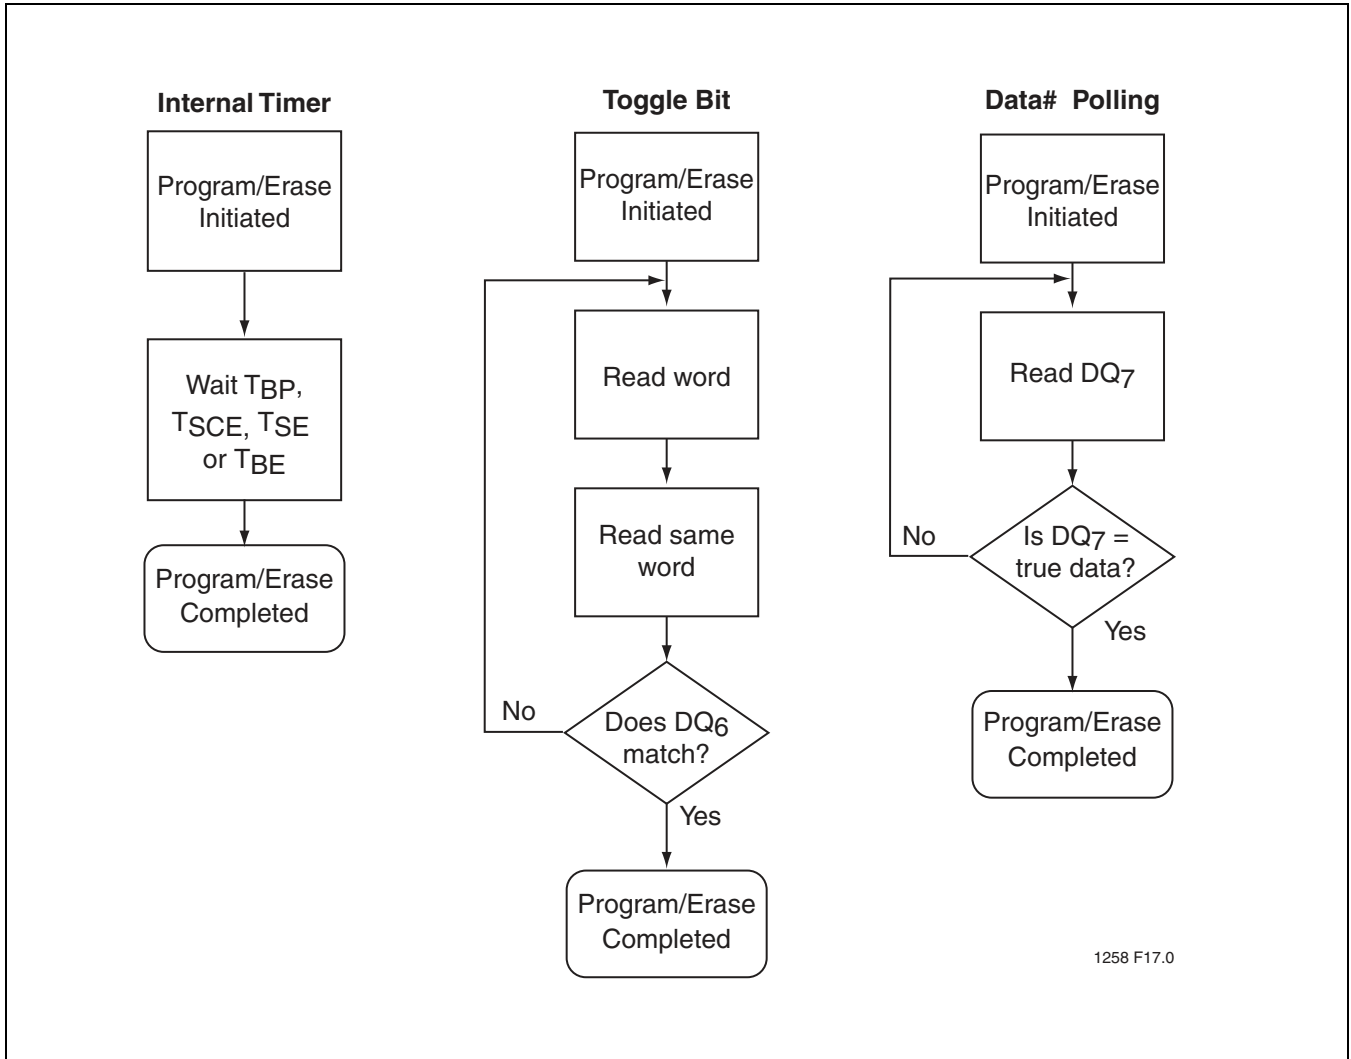 Internal Timer
Program/Erase
Initiated
Wait TBP,
TSCE, TSE
or TBE
Program/Erase
Completed
Toggle Bit
Program/Erase
Initiated
Read word
Read same
word
Does DQ6
match?
No
Yes
Program/Erase
Completed
Data# Polling
Program/Erase
Initiated
Read DQ7
Is DQ7 =
true data?
No
Yes
Program/Erase
Completed
1258 F17.0